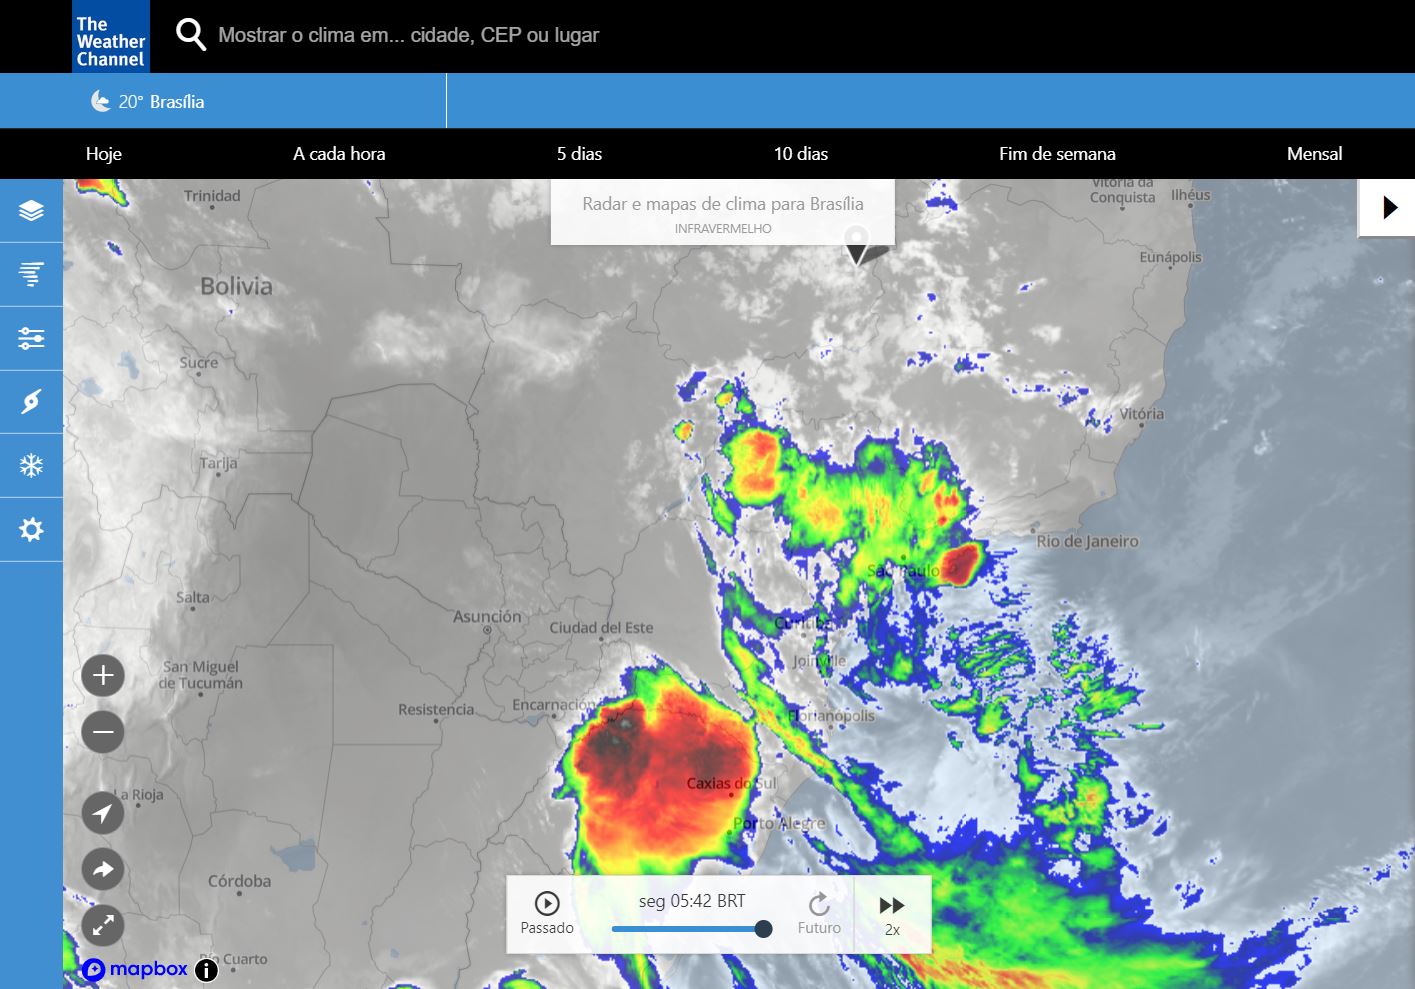 The
Weather
Channel
Mostrar o clima em... cidade, CEP ou lugar
20° Brasília
Hoje
A cada hora
5 dias
10 dias
Fim de semana
Mensal
Radar e mapas de clima para Brasília
INFRAVERMELHO
Trinidad
Vitória da
Conquista
Ilhéus
Eunápolis
Bolivia
Sucre
Vitória
Tarija
Rio de Janeiro
São Paulo
Salta
Asunción
Ciudad del Este
Curitiba
Joinville
San Miguel
de Tucumán
Resistencia
Encarnación
Florianópolis
La Rioja
Caxias do Sul
Porto Alegre
Córdoba
Río Cuarto
Passado
seg 05:42 BRT
Futuro
2x
mapbox